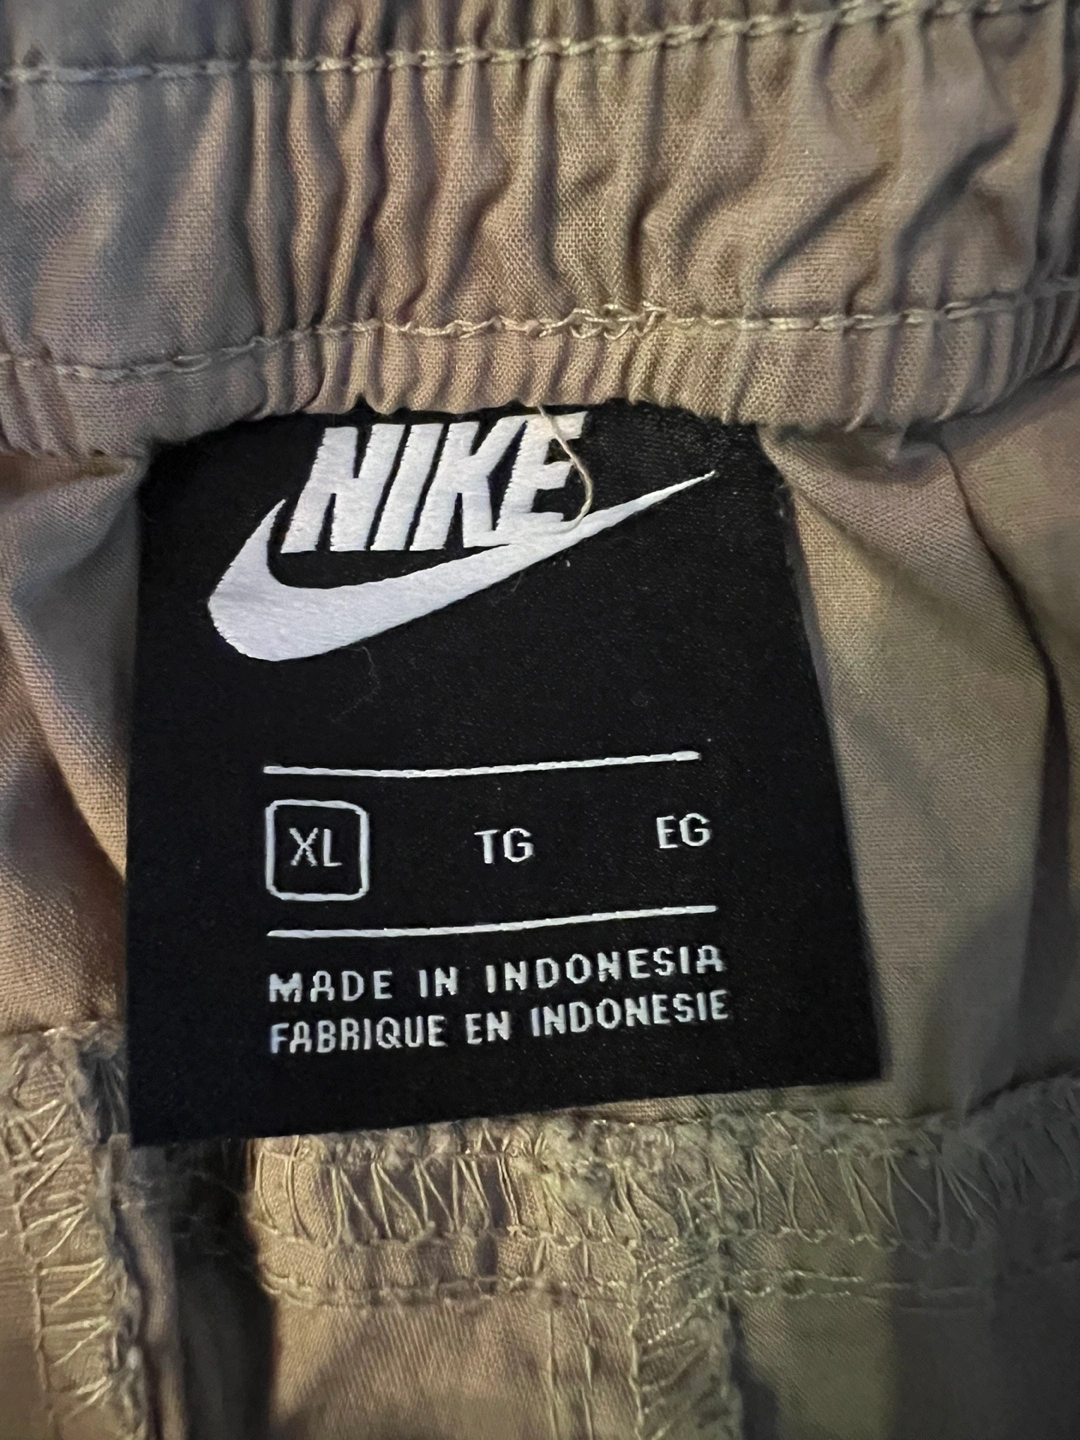 NIKE
XL TG EG
MADE IN INDONESIA
FABRIQUE EN INDONESIE